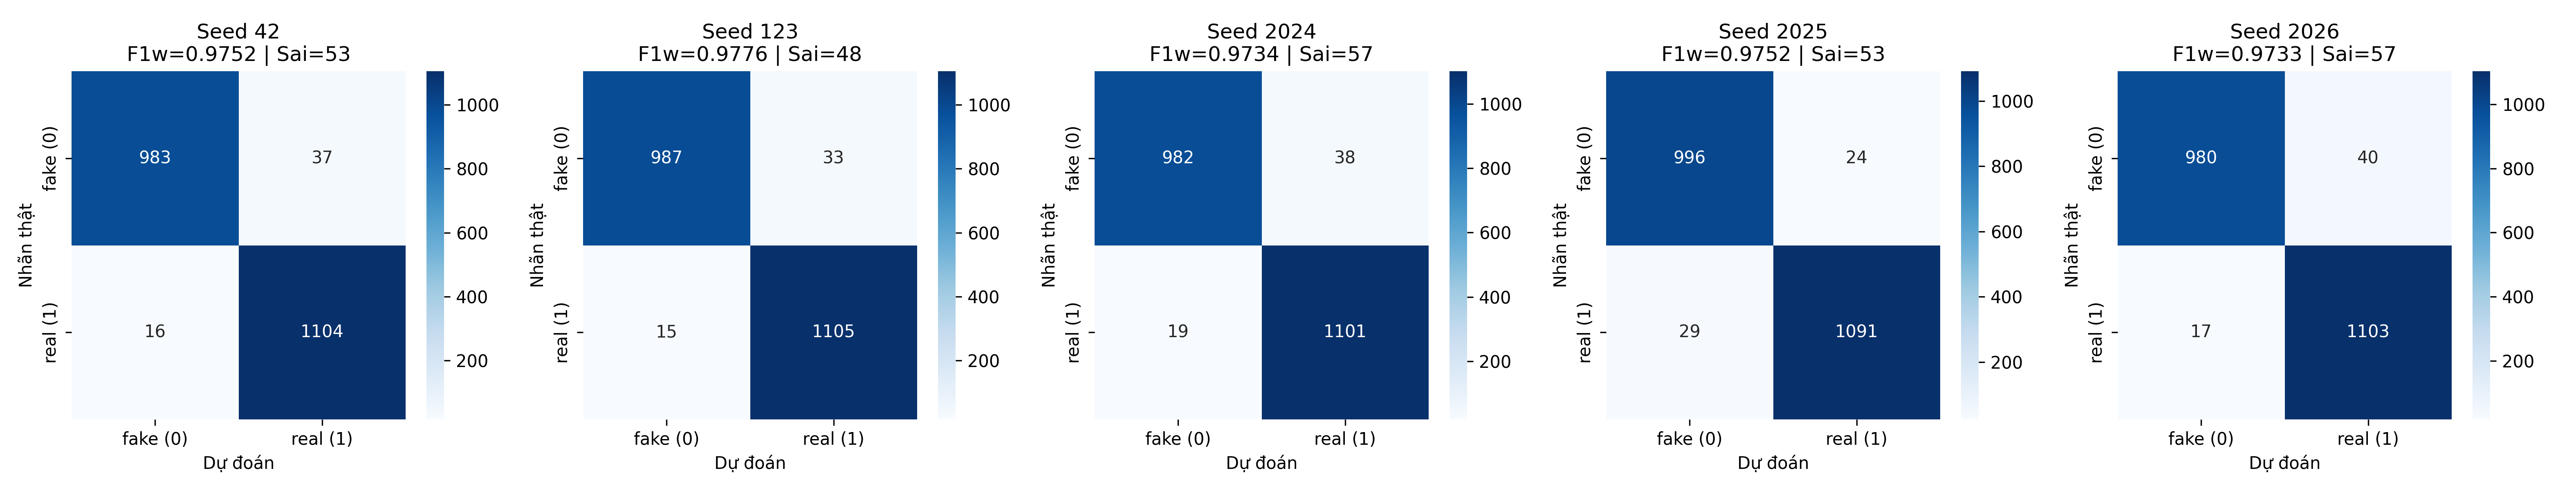 Seed 42
F1w=0.9752 | Sai=53
Nhãn thật
fake (0)
real (1)
983
37
16
1104
fake (0)
real (1)
Dự đoán
1000
800
600
400
200
Seed 123
F1w=0.9776 | Sai=48
Nhãn thật
fake (0)
real (1)
987
33
15
1105
fake (0)
real (1)
Dự đoán
1000
800
600
400
200
Seed 2024
F1w=0.9734 | Sai=57
Nhãn thật
fake (0)
real (1)
982
38
19
1101
fake (0)
real (1)
Dự đoán
1000
800
600
400
200
Seed 2025
F1w=0.9752 | Sai=53
Nhãn thật
fake (0)
real (1)
996
24
29
1091
fake (0)
real (1)
Dự đoán
1000
800
600
400
200
Seed 2026
F1w=0.9733 | Sai=57
Nhãn thật
fake (0)
real (1)
980
40
17
1103
fake (0)
real (1)
Dự đoán
1000
800
600
400
200